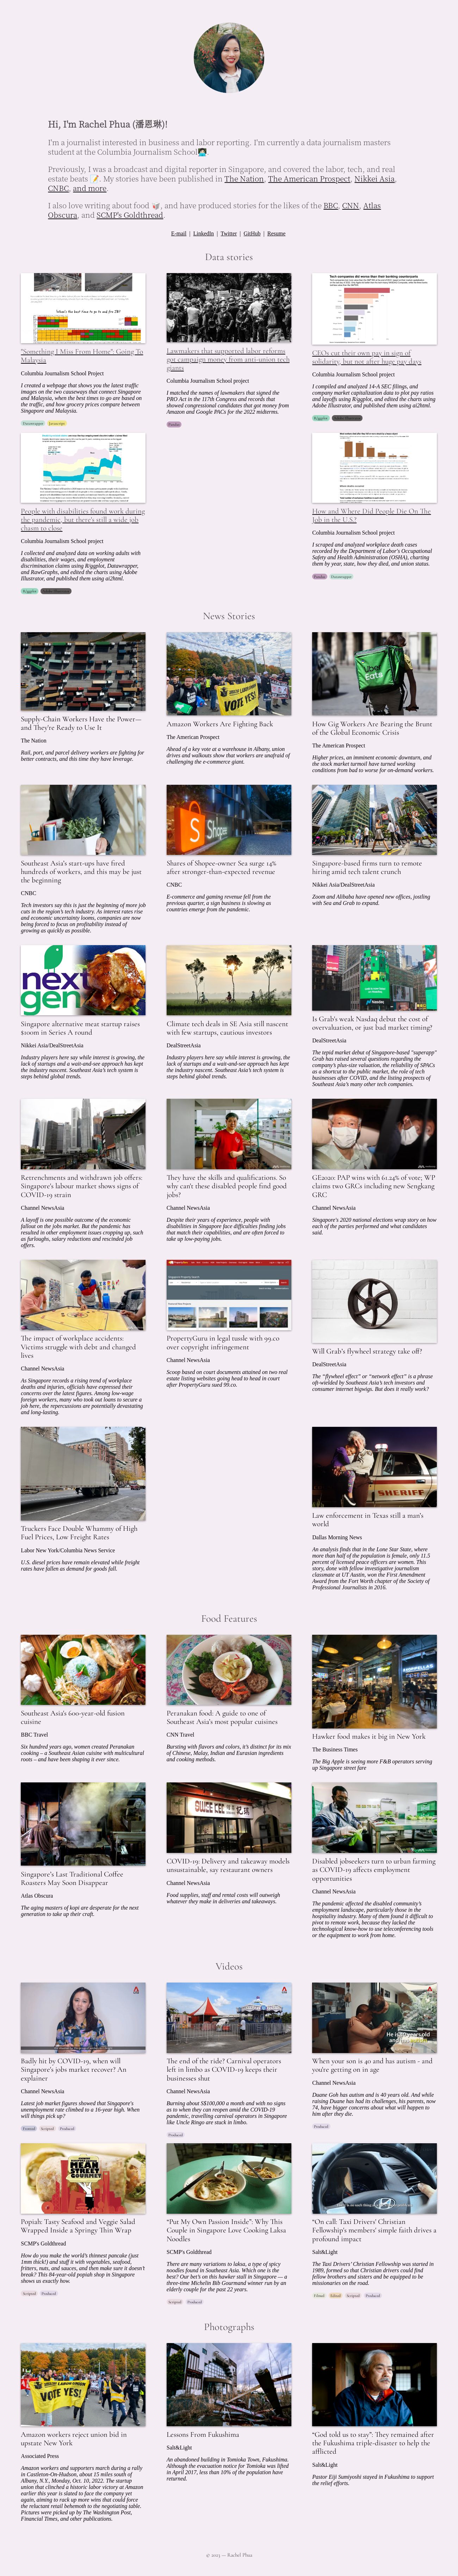 Hi, I'm Rachel Phua (潘恩琳)!
I'm a journalist interested in business and labor reporting. I'm currently a data journalism masters
student at the Columbia Journalism School
Previously, I was a broadcast and digital reporter in Singapore, and covered the labor, tech, and real
estate beats 📝. My stories have been published in The Nation, The American Prospect, Nikkei Asia,
CNBC, and more.
I also love writing about food 🥡, and have produced stories for the likes of the BBC, CNN, Atlas
Obscura, and SCMP's Goldthread.
E-mail | LinkedIn | Twitter | GitHub | Resume
Data stories
"Something I Miss From Home": Going To
Malaysia
Columbia Journalism School Project
I created a webpage that shows you the latest traffic
images on the two causeways that connect Singapore
and Malaysia, when the best time is to go are based on
the traffic, and how grocery prices compare between
Singapore and Malaysia.
Datawrapper Javascript
Lawmakers that supported labor reforms
got campaign money from anti-union tech
giants
Columbia Journalism School project
I matched the names of lawmakers that signed the
PRO Act in the 117th Congress and records that
showed congressional candidates who got money from
Amazon and Google PACs for the 2022 midterms.
Pandas
CEOs cut their own pay in sign of
solidarity, but not after huge pay days
Columbia Journalism School project
I compiled and analyzed 14-A SEC filings, and
company market capitalization data to plot pay ratios
and layoffs using R/ggplot, and edited the charts using
Adobe Illustrator, and published them using ai2html.
R/ggplot Adobe Illustrator
People with disabilities found work during
the pandemic, but there's still a wide job
chasm to close
Columbia Journalism School project
I collected and analyzed data on working adults with
disabilities, their wages, and employment
discrimination claims using R/ggplot, Datawrapper,
and RawGraphs, and edited the charts using Adobe
Illustrator, and published them using ai2html.
R/ggplot Adobe Illustrator
How and Where Did People Die On The
Job in the U.S.?
Columbia Journalism School project
I scraped and analyzed workplace death cases
recorded by the Department of Labor's Occupational
Safety and Health Administrations (OSHA), charting
them by year, state, how they died, and union status.
Pandas Datawrapper
News Stories
Supply-Chain Workers Have the Power—
and They're Ready to Use It
The Nation
Rail, port, and parcel delivery workers are fighting for
better contracts, and this time they have leverage.
VOTE YES!
Amazon Workers Are Fighting Back
The American Prospect
Ahead of a key vote at a warehouse in Albany, union
drives and walkouts show that workers are unafraid of
challenging the e-commerce giant.
Uber
Eats
How Gig Workers Are Bearing the Brunt
of the Global Economic Crisis
The American Prospect
Higher prices, an imminent economic downturn, and
the stock market turmoil have turned working
conditions from bad to worse for on-demand workers.
Southeast Asia's start-ups have fired
hundreds of workers, and this may be just
the beginning
CNBC
Tech investors say this is just the beginning of more job
cuts in the region's tech industry. As interest rates rise
and economic uncertainty looms, companies are now
being forced to focus on profitability instead of
growing as quickly as possible.
Shares of Shopee-owner Sea surge 14%
after stronger-than-expected revenue
CNBC
E-commerce and gaming revenue fell from the
previous quarter, a sign business is slowing as
countries emerge from the pandemic.
Singapore-based firms turn to remote
hiring amid tech talent crunch
Nikkei Asia/DealStreetAsia
Zoom and Alibaba have opened new offices, jostling
with Sea and Grab to expand.
next
gen
Singapore alternative meat startup raises
$100m in Series A round
Nikkei Asia/DealStreetAsia
Industry players here say while interest is growing, the
lack of startups and a wait-and-see approach has kept
the industry nascent. Southeast Asia's tech system is
steps behind global trends.
Climate tech deals in SE Asia still nascent
with few startups, cautious investors
DealStreetAsia
Industry players here say while interest is growing, the
lack of startups and a wait-and-see approach has kept
the industry nascent. Southeast Asia's tech system is
steps behind global trends.
Is Grab's weak Nasdaq debut the cost of
overvaluation, or just bad market timing?
DealStreetAsia
The tepid market debut of Singapore-based "superapp"
Grab has raised several questions regarding the
company's plus-size valuation, the reliability of SPACs
as a shortcut to the public market, the role of tech
businesses after COVID, and the listing prospects of
Southeast Asia's many other tech companies.
Retrenchments and withdrawn job offers:
Singapore's labour market shows signs of
COVID-19 strain
Channel NewsAsia
A layoff is one possible outcome of the economic
fallout on the jobs market. But the pandemic has
resulted in other employment issues cropping up, such
as furloughs, salary reductions and rescinded job
offers.
They have the skills and qualifications. So
why can't these disabled people find good
jobs?
Channel NewsAsia
Despite their years of experience, people with
disabilities in Singapore face difficulties finding jobs
that match their capabilities, and are often forced to
take up low-paying jobs.
GE2020: PAP wins with 61.24% of vote; WP
claims two GRCs including new Sengkang
GRC
Channel NewsAsia
Singapore's 2020 national elections wrap story on how
each of the parties performed and what candidates
said.
The impact of workplace accidents:
Victims struggle with debt and changed
lives
Channel NewsAsia
As Singapore records a rising trend of workplace
deaths and injuries, officials have expressed their
concerns over the latest figures. Among low-wage
foreign workers, many who took out loans to secure a
job here, the repercussions are potentially devastating
and long-lasting.
PropertyGuru in legal tussle with 99.co
over copyright infringement
Channel NewsAsia
Scoop based on court documents attained on two real
estate listing websites going head to head in court
after PropertyGuru sued 99.co.
Will Grab's flywheel strategy take off?
DealStreetAsia
The "flywheel effect" or "network effect" is a phrase
oft-wielded by Southeast Asia's tech investors and
consumer internet bigwigs. But does it really work?
Truckers Face Double Whammy of High
Fuel Prices, Low Freight Rates
Labor New York/Columbia News Service
U.S. diesel prices have remain elevated while freight
rates have fallen as demand for goods fall.
SHERIFF
Law enforcement in Texas still a man's
world
Dallas Morning News
An analysis finds that in the Lone Star State, where
more than half of the population is female, only 11.5
percent of licensed peace officers are women. This
story, done with fellow investigative journalism
classmate at UT Austin, won the First Amendment
Award from the Fort Worth chapter of the Society of
Professional Journalists in 2016.
Food Features
Southeast Asia's 600-year-old fusion
cuisine
BBC Travel
Six hundred years ago, women created Peranakan
cooking – a Southeast Asian cuisine with multicultural
roots – and have been shaping it ever since.
Peranakan food: A guide to one of
Southeast Asia's most popular cuisines
CNN Travel
Bursting with flavors and colors, it's distinct for its mix
of Chinese, Malay, Indian and Eurasian ingredients
and cooking methods.
Hawker food makes it big in New York
The Business Times
The Big Apple is seeing more F&B operators serving
up Singapore street fare
Singapore's Last Traditional Coffee
Roasters May Soon Disappear
Atlas Obscura
The aging masters of kopi are desperate for the next
generation to take up their craft.
COVID-19: Delivery and takeaway models
unsustainable, say restaurant owners
Channel NewsAsia
Food supplies, staff and rental costs will outweigh
whatever they make in deliveries and takeaways.
Disabled jobseekers turn to urban farming
as COVID-19 affects employment
opportunities
Channel NewsAsia
The pandemic affected the disabled community's
employment landscape, particularly those in the
hospitality industry. Many of them found it difficult to
pivot to remote work, because they lacked the
technological know-how to use teleconferencing tools
or the equipment to work from home.
Videos
Badly hit by COVID-19, when will
Singapore's jobs market recover? An
explainer
Channel NewsAsia
Latest job market figures showed that Singapore's
unemployment rate climbed to a 16-year high. When
will things pick up?
Scripted Produced
The end of the ride? Carnival operators
left in limbo as COVID-19 keeps their
businesses shut
Channel NewsAsia
Burning about S$100,000 a month and with no signs
as to when they can reopen amid the COVID-19
pandemic, travelling carnival operators in Singapore
like Uncle Ringo are stuck in limbo.
Produced
When your son is 40 and has autism - and
you're getting on in age
Channel NewsAsia
Duane Goh has autism and is 40 years old. And while
raising Duane has had its challenges, his parents, now
74, have bigger concerns about what will happen to
him after they die.
Produced
MEAN
STREET
GOURMET
Popiah: Tasty Seafood and Veggie Salad
Wrapped Inside a Springy Thin Wrap
SCMP's Goldthread
How do you make the world's thinnest pancake (just
1mm thick!) and stuff it with vegetables, seafood,
fritters, nuts, and sauces, and then make sure it doesn't
break? This 84-year-old popiah shop in Singapore
shows us exactly how.
Scripted Produced
"Put My Own Passion Inside": Why This
Couple in Singapore Love Cooking Laksa
Noodles
SCMP's Goldthread
There are many variations to laksa, a type of spicy
noodles found in Southeast Asia. Which one is the
best? Our bet's on this hawker stall in Singapore — a
three-time Michelin Bib Gourmand winner run by an
elderly couple for the past 22 years.
Scripted Produced
"On call: Taxi Drivers' Christian
Fellowship's members' simple faith drives a
profound impact
Salt&Light
The Taxi Drivers' Christian Fellowship was started in
1989, formed so that Christian drivers could find
fellow brothers and sisters and be equipped to be
missionaries on the road.
Filmed Edited Scripted Produced
Photographs
VOTE YES!
Amazon workers reject union bid in
upstate New York
Associated Press
Amazon workers and supporters march during a rally
in Castleton-On-Hudson, about 15 miles south of
Albany, N.Y., Monday, Oct. 10, 2022. The startup
union that clinched a historic labor victory at Amazon
earlier this year is slated to face the company yet
again, aiming to rack up more wins that could force
the reluctant retail behemoth to the negotiating table.
Pictures were picked up by The Washington Post,
Financial Times, and other publications.
Lessons From Fukushima
Salt&Light
An abandoned building in Tomioka Town, Fukushima.
Although the evacuation notice for Tomioka was lifted
in April 2017, less than 10% of the population have
returned.
"God told us to stay": They remained after
the Fukushima triple-disaster to help the
afflicted
Salt&Light
Pastor Eiji Sumiyoshi stayed in Fukushima to support
the relief efforts.
© 2023 — Rachel Phua